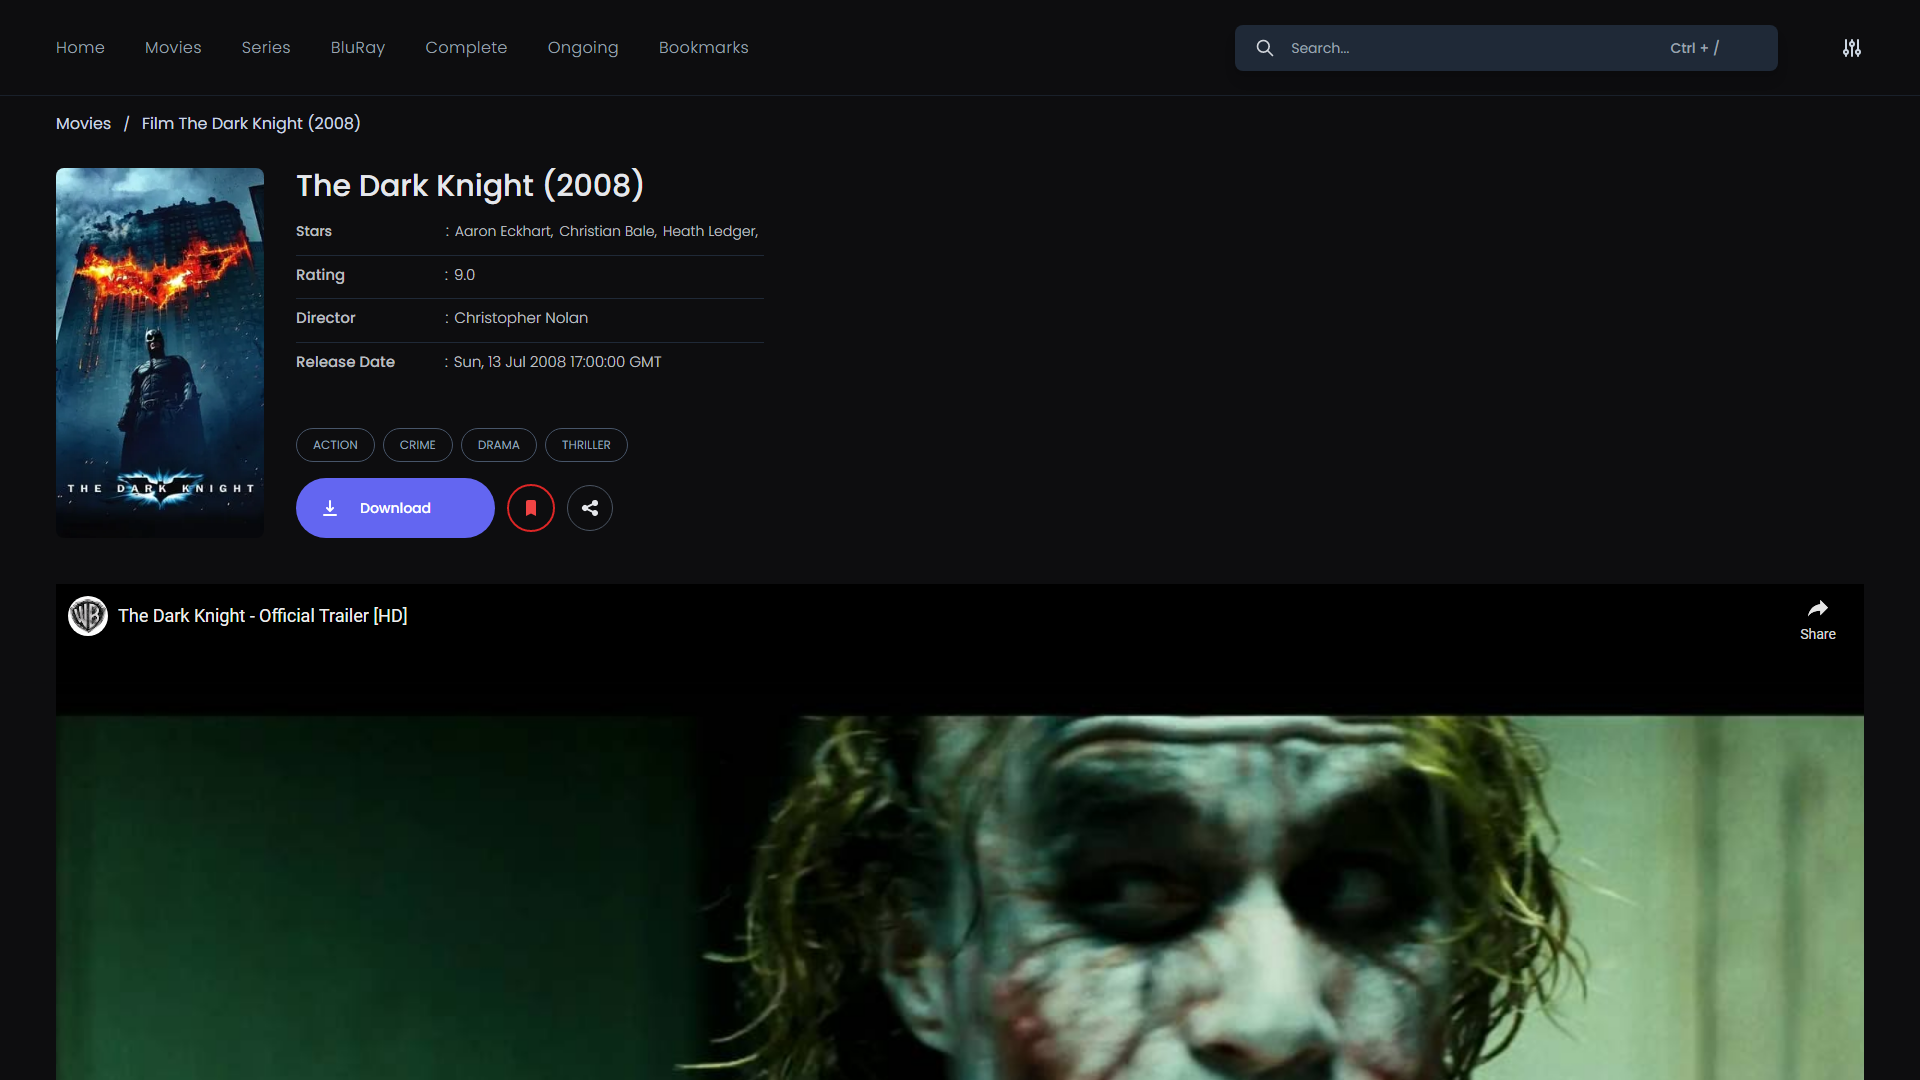 Home Movies Series BluRay Complete Ongoing Bookmarks Search... Ctrl + /
Movies / Film The Dark Knight (2008)
The Dark Knight (2008)
Stars : Aaron Eckhart, Christian Bale, Heath Ledger,
Rating : 9.0
Director : Christopher Nolan
Release Date : Sun, 13 Jul 2008 17:00:00 GMT
ACTION CRIME DRAMA THRILLER
THE DARK KNIGHT
Download
WB The Dark Knight - Official Trailer [HD]
Share